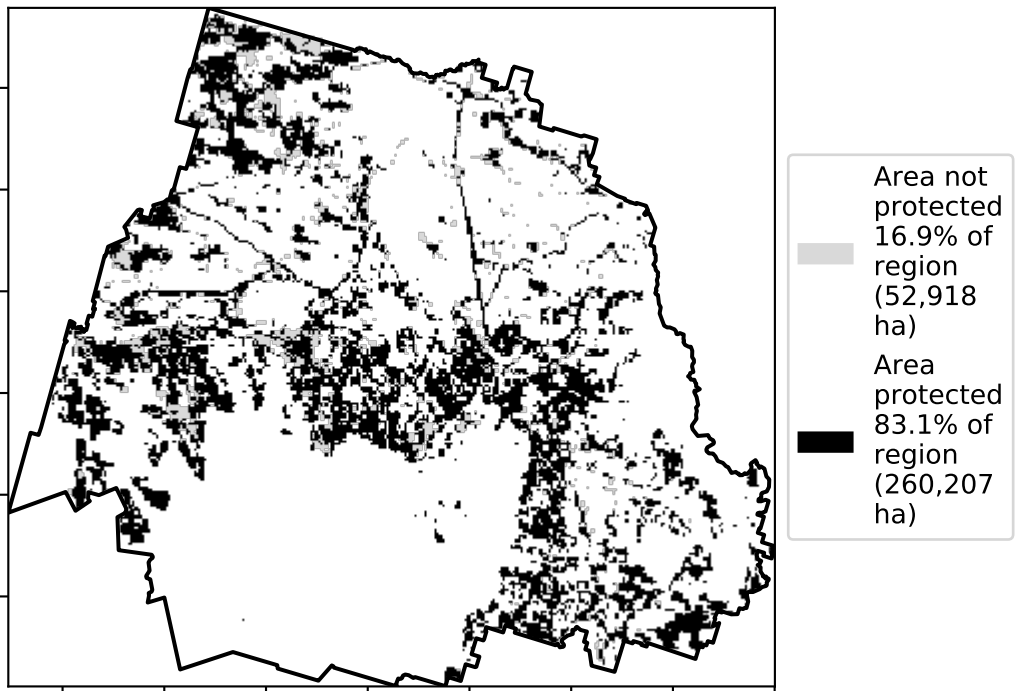 Area not
protected
16.9% of
region
(52,918
ha)
Area
protected
83.1% of
region
(260,207
ha)